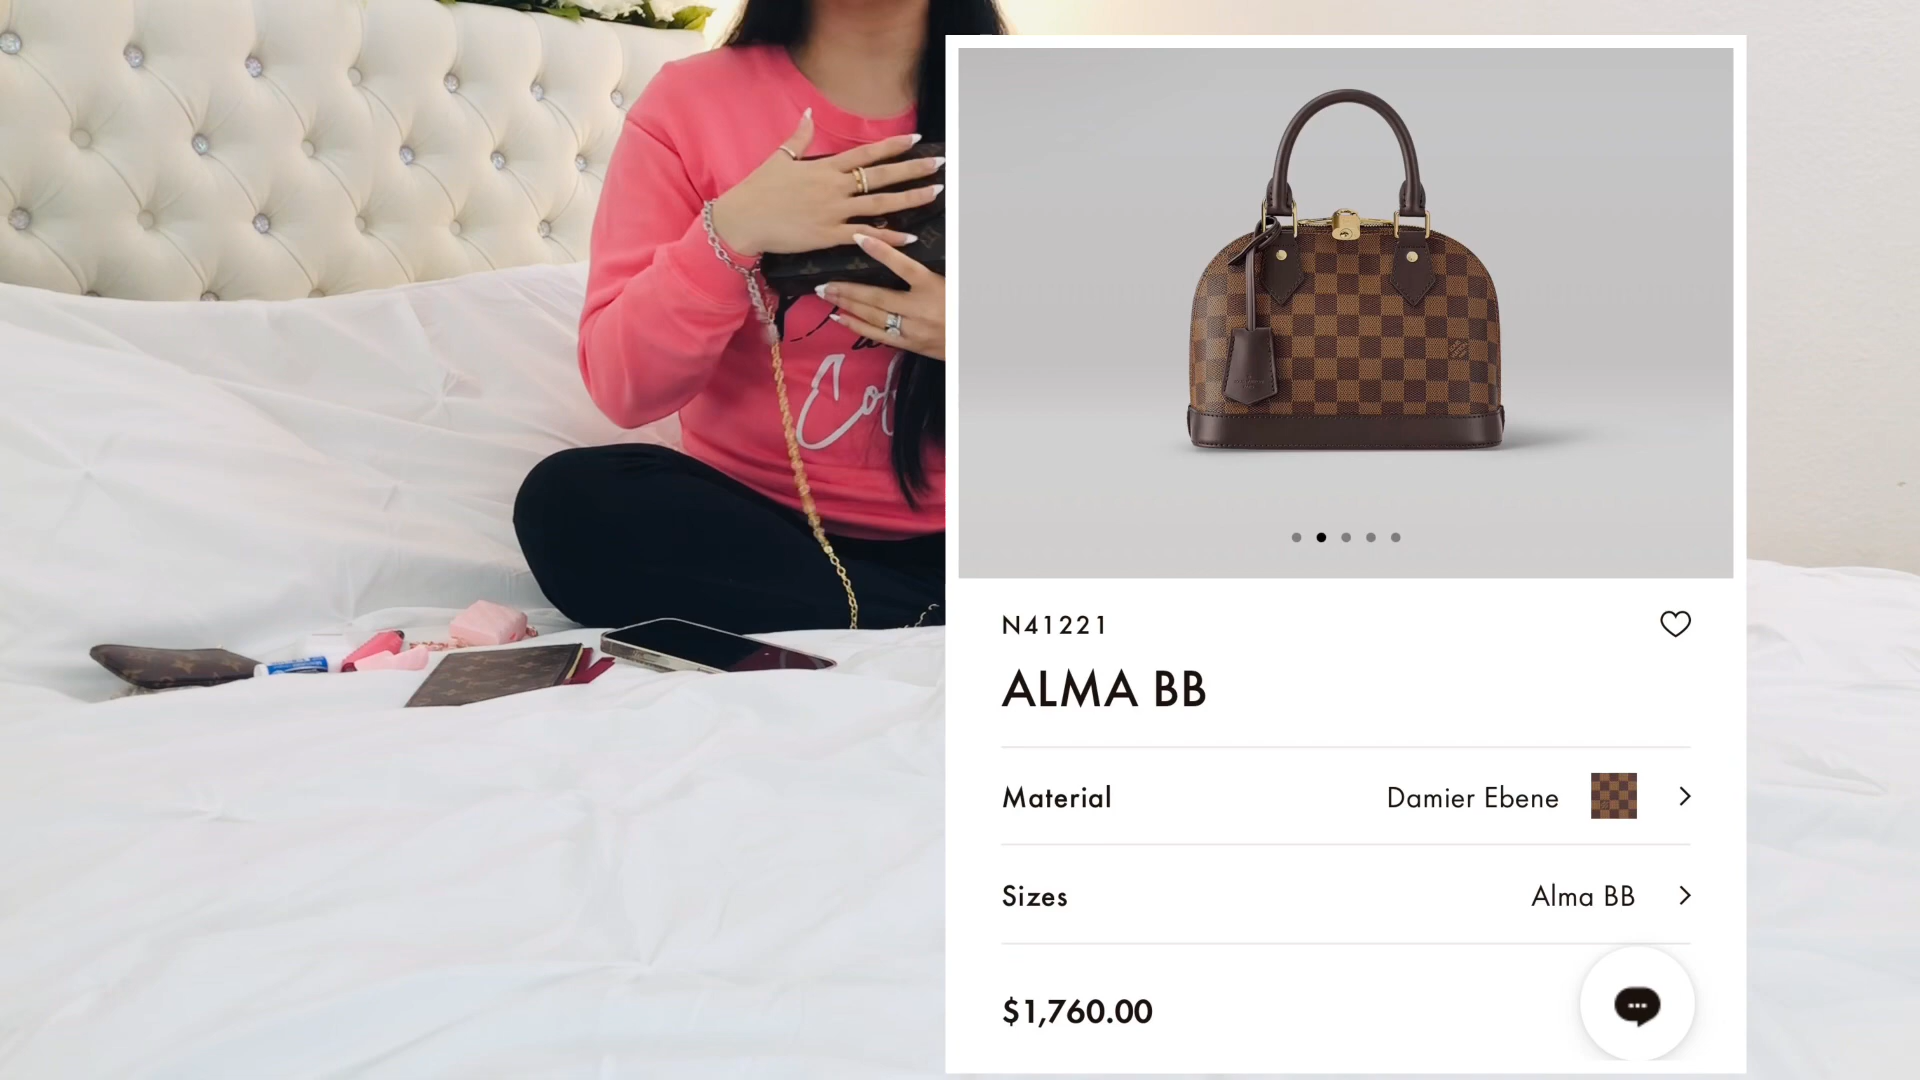 N41221
ALMA BB
Material Damier Ebene
Sizes Alma BB
$1,760.00